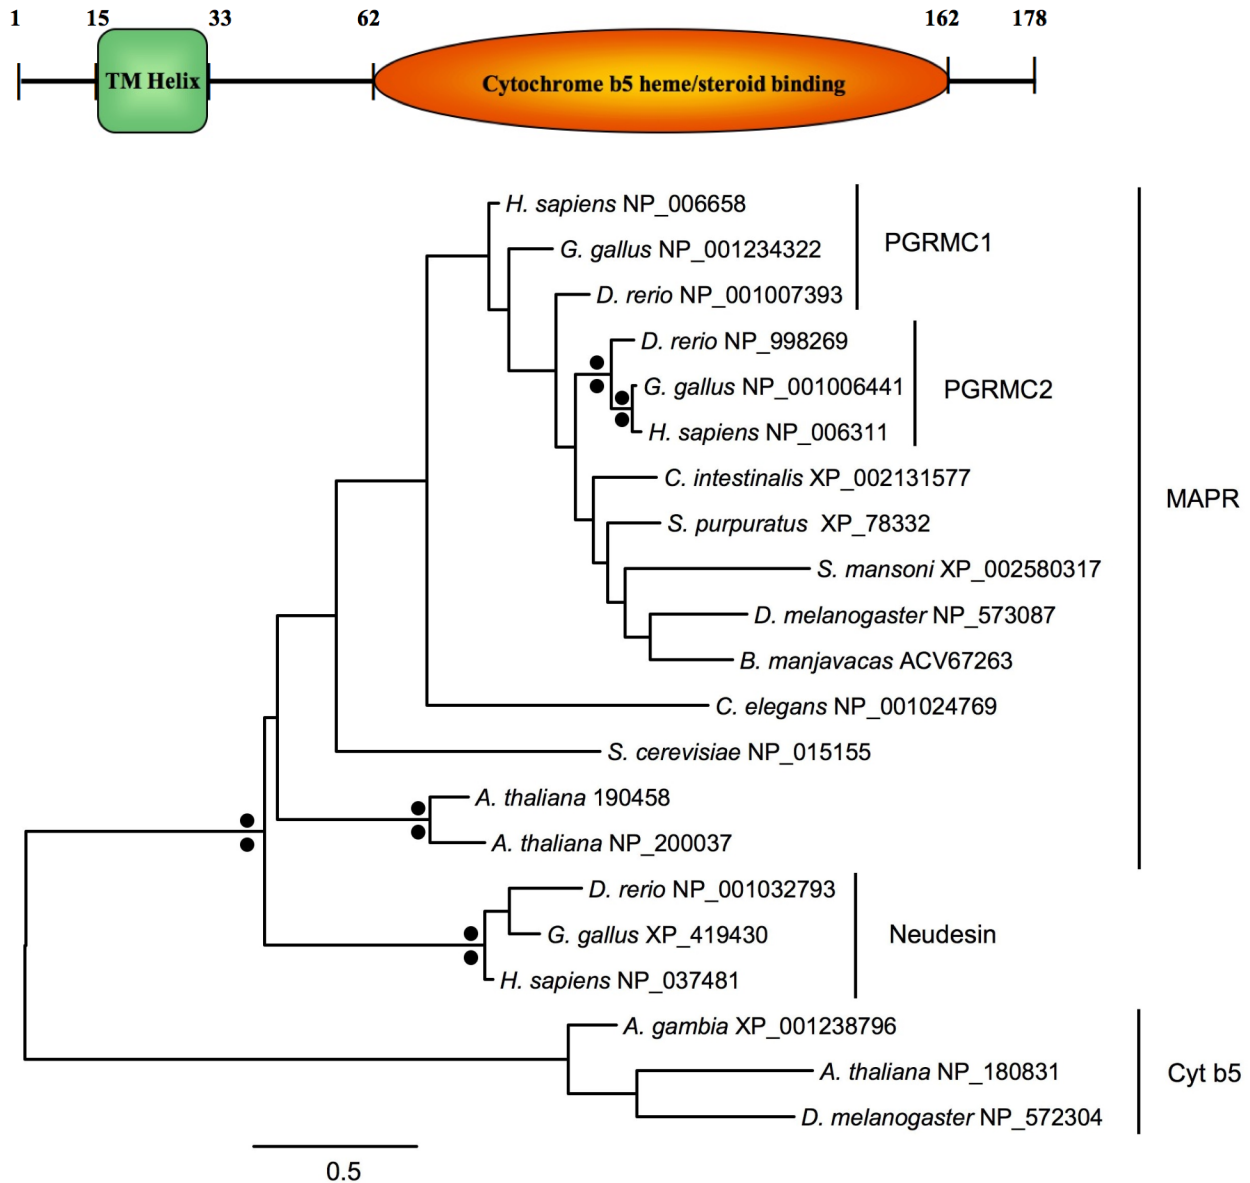 1 15 33 62 162 178
TM Helix Cytochrome b5 heme/steroid binding
H. sapiens NP_006658
G. gallus NP_001234322
PGRMC1
D. rerio NP_001007393
D. rerio NP_998269
G. gallus NP_001006441
PGRMC2
H. sapiens NP_006311
C. intestinalis XP_002131577
MAPR
S. purpuratus XP_78332
S. mansoni XP_002580317
D. melanogaster NP_573087
B. manjavacas ACV67263
C. elegans NP_001024769
S. cerevisiae NP_015155
A. thaliana 190458
A. thaliana NP_200037
D. rerio NP_001032793
G. gallus XP_419430
Neudesin
H. sapiens NP_037481
A. gambia XP_001238796
A. thaliana NP_180831
Cyt b5
D. melanogaster NP_572304
0.5